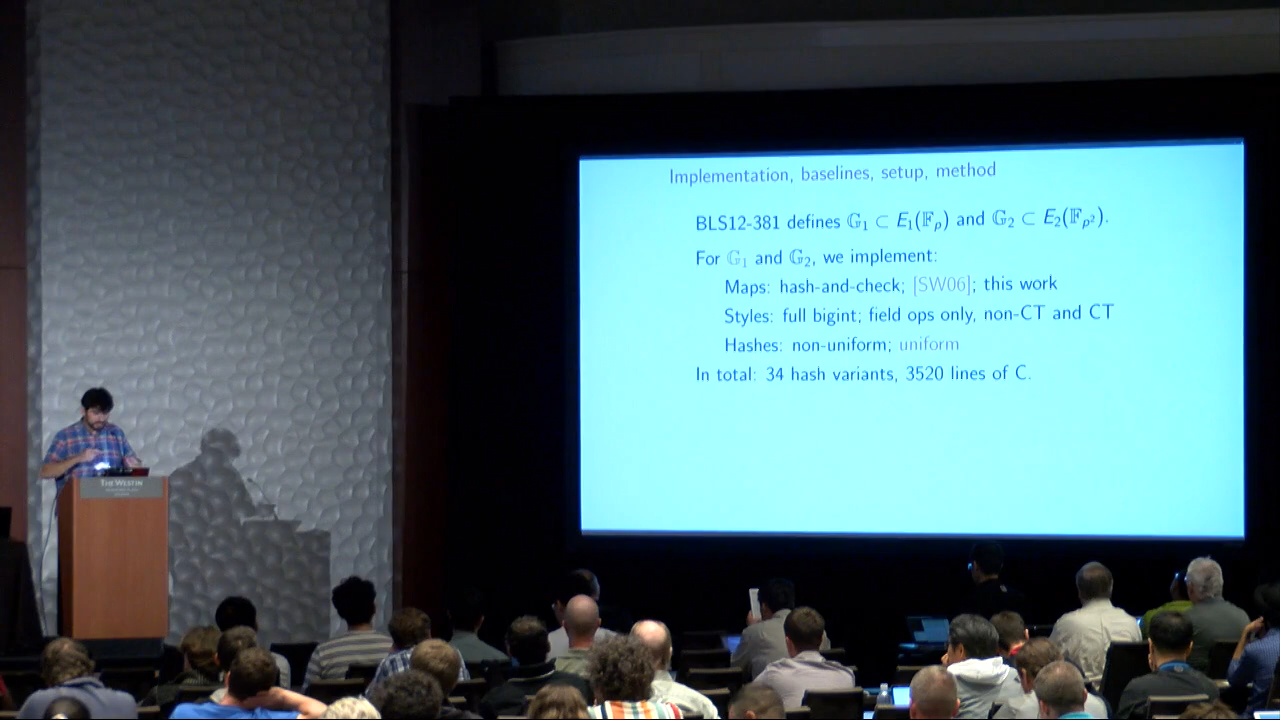 Implementation, baselines, setup, method
BLS12-381 defines 𝔾₁ ⊂ E₁(𝔽ₚ) and 𝔾₂ ⊂ E₂(𝔽ₚ²).
For 𝔾₁ and 𝔾₂, we implement:
Maps: hash-and-check; [SW06]; this work
Styles: full bigint; field ops only, non-CT and CT
Hashes: non-uniform; uniform
In total: 34 hash variants, 3520 lines of C.
THE WESTIN